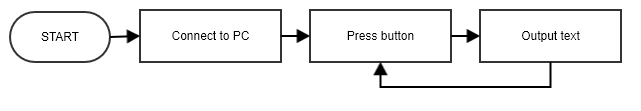 START
Connect to PC
Press button
Output text